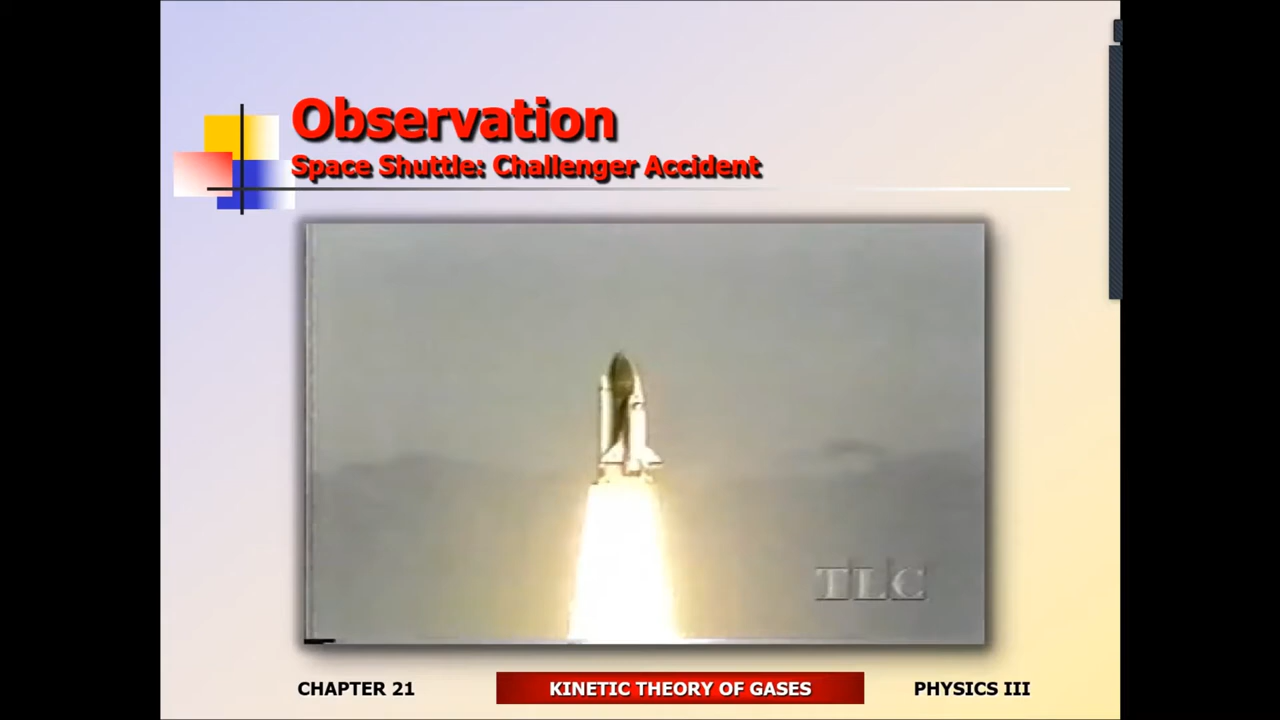 Observation
Space Shuttle: Challenger Accident
TLC
CHAPTER 21
KINETIC THEORY OF GASES
PHYSICS III